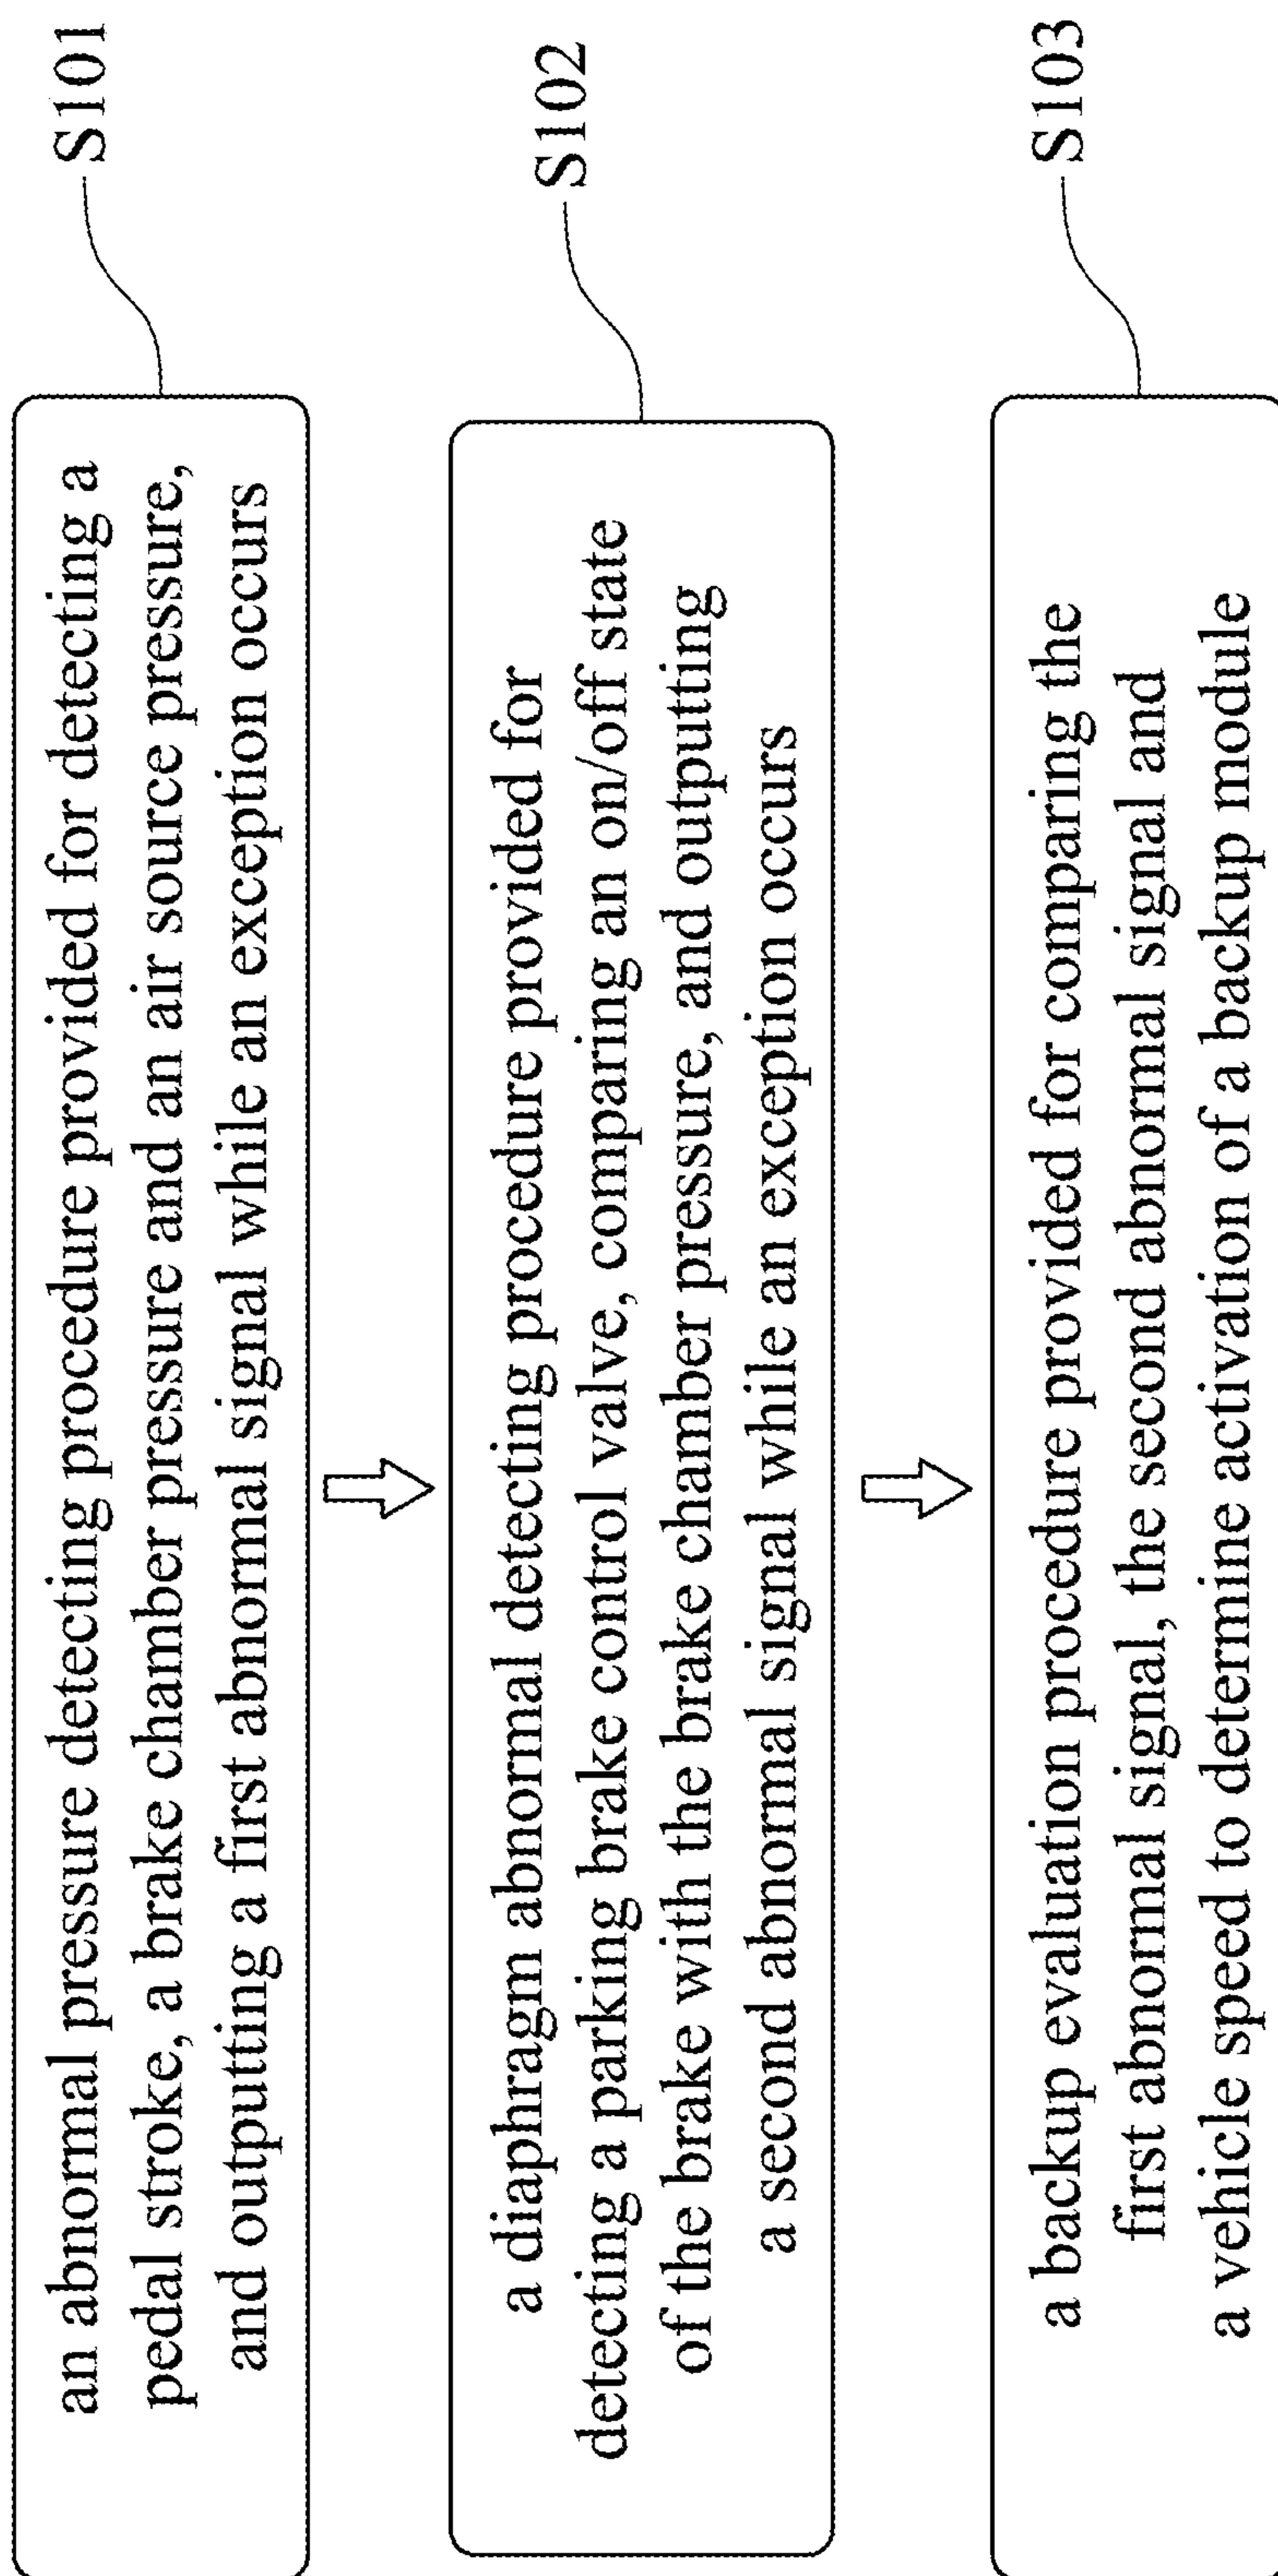 an abnormal pressure detecting procedure provided for detecting a
pedal stroke, a brake chamber pressure and an air source pressure,
and outputting a first abnormal signal while an exception occurs
S101
a diaphragm abnormal detecting procedure provided for
detecting a parking brake control valve, comparing an on/off state
of the brake with the brake chamber pressure, and outputting
a second abnormal signal while an exception occurs
S102
a backup evaluation procedure provided for comparing the
first abnormal signal, the second abnormal signal and
a vehicle speed to determine activation of a backup module
S103